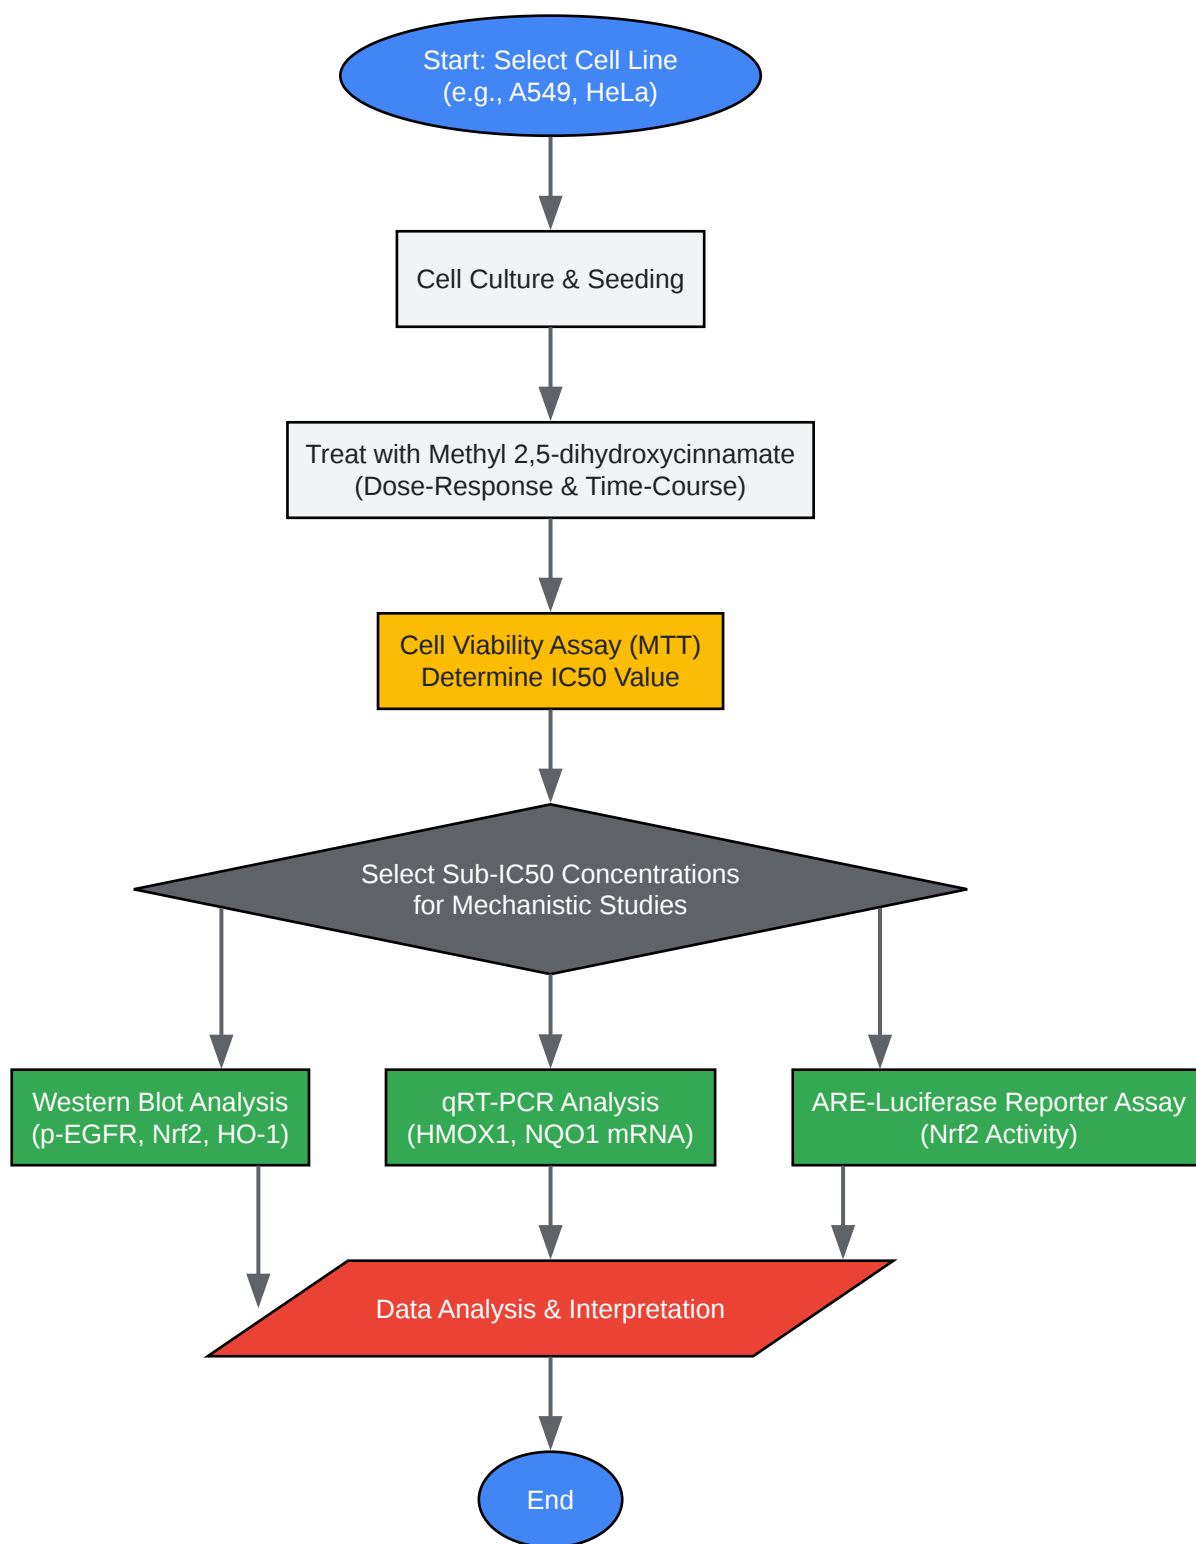 Start: Select Cell Line
(e.g., A549, HeLa)
Cell Culture & Seeding
Treat with Methyl 2,5-dihydroxycinnamate
(Dose-Response & Time-Course)
Cell Viability Assay (MTT)
Determine IC50 Value
Select Sub-IC50 Concentrations
for Mechanistic Studies
Western Blot Analysis
(p-EGFR, Nrf2, HO-1)
qRT-PCR Analysis
(HMOX1, NQO1 mRNA)
ARE-Luciferase Reporter Assay
(Nrf2 Activity)
Data Analysis & Interpretation
End